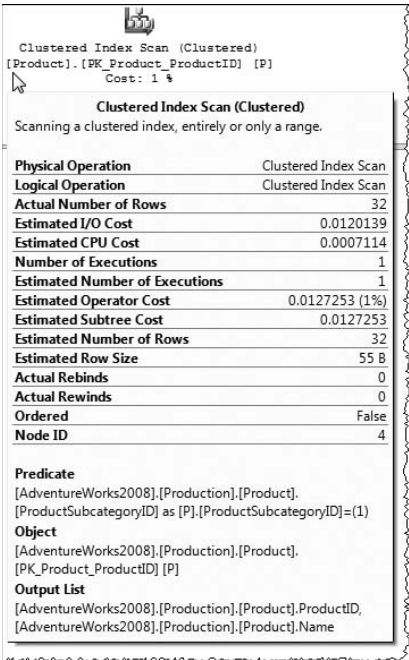 Clustered Index Scan (Clustered)
[Product].[PK_Product_ProductID] [P]
Cost: 1 %
Clustered Index Scan (Clustered)
Scanning a clustered index, entirely or only a range.
Physical Operation Clustered Index Scan
Logical Operation Clustered Index Scan
Actual Number of Rows 32
Estimated I/O Cost 0.0120139
Estimated CPU Cost 0.0007114
Number of Executions 1
Estimated Number of Executions 1
Estimated Operator Cost 0.0127253 (1%)
Estimated Subtree Cost 0.0127253
Estimated Number of Rows 32
Estimated Row Size 55 B
Actual Rebinds 0
Actual Rewinds 0
Ordered False
Node ID 4
Predicate
[AdventureWorks2008].[Production].[Product].
[ProductSubcategoryID] as [P].[ProductSubcategoryID]=(1)
Object
[AdventureWorks2008].[Production].[Product].
[PK_Product_ProductID] [P]
Output List
[AdventureWorks2008].[Production].[Product].ProductID,
[AdventureWorks2008].[Production].[Product].Name